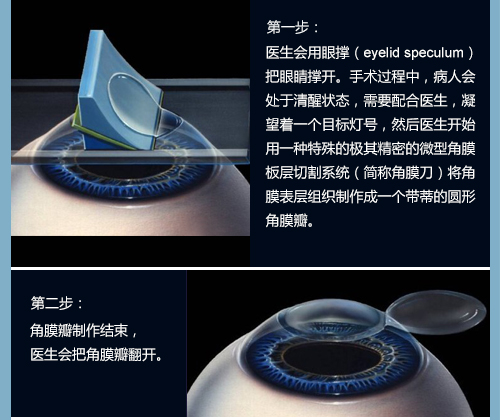 第一步：
医生会用眼撑（eyelid speculum）
把眼睛撑开。手术过程中，病人会
处于清醒状态，需要配合医生，凝
望着一个目标灯号，然后医生开始
用一种特殊的极其精密的微型角膜
板层切割系统（简称角膜刀）将角
膜表层组织制作成一个带蒂的圆形
角膜瓣。
第二步：
角膜瓣制作结束，
医生会把角膜瓣翻开。